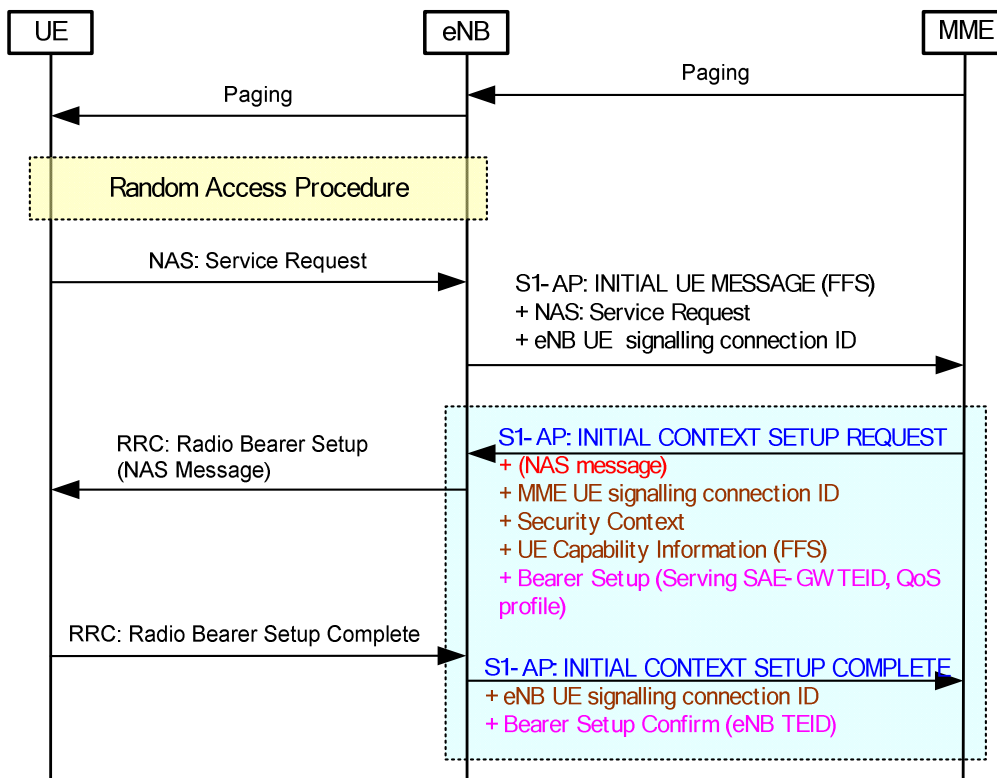 UE
eNB
MME
Paging
Paging
Random Access Procedure
NAS: Service Request
S1-AP: INITIAL UE MESSAGE (FFS)
+ NAS: Service Request
+ eNB UE signalling connection ID
S1-AP: INITIAL CONTEXT SETUP REQUEST
+ (NAS message)
+ MME UE signalling connection ID
+ Security Context
+ UE Capability Information (FFS)
+ Bearer Setup (Serving SAE-GW TEID, QoS
profile)
RRC: Radio Bearer Setup
(NAS Message)
RRC: Radio Bearer Setup Complete
S1-AP: INITIAL CONTEXT SETUP COMPLETE
+ eNB UE signalling connection ID
+ Bearer Setup Confirm (eNB TEID)